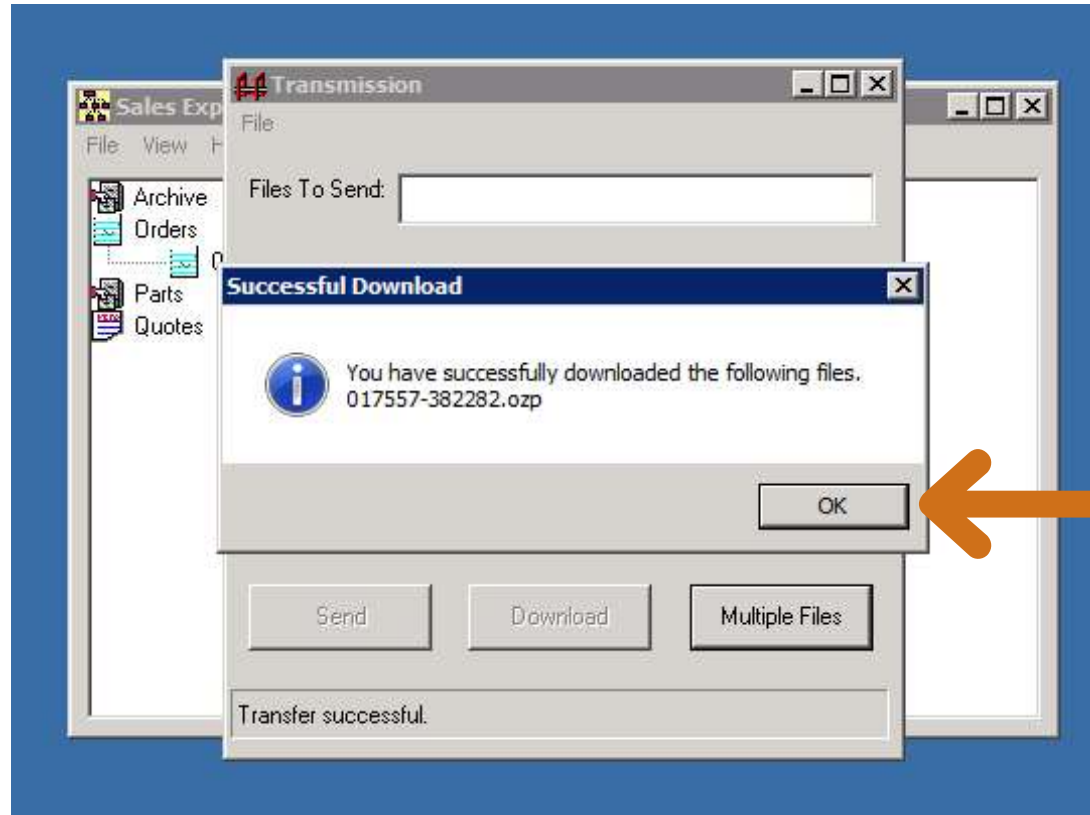 Transmission
Sales Exp
File
File View H
Files To Send:
Archive
Orders
0
Parts
Quotes
Successful Download
You have successfully downloaded the following files.
017557-382282.ozp
OK
Send Download Multiple Files
Transfer successful.